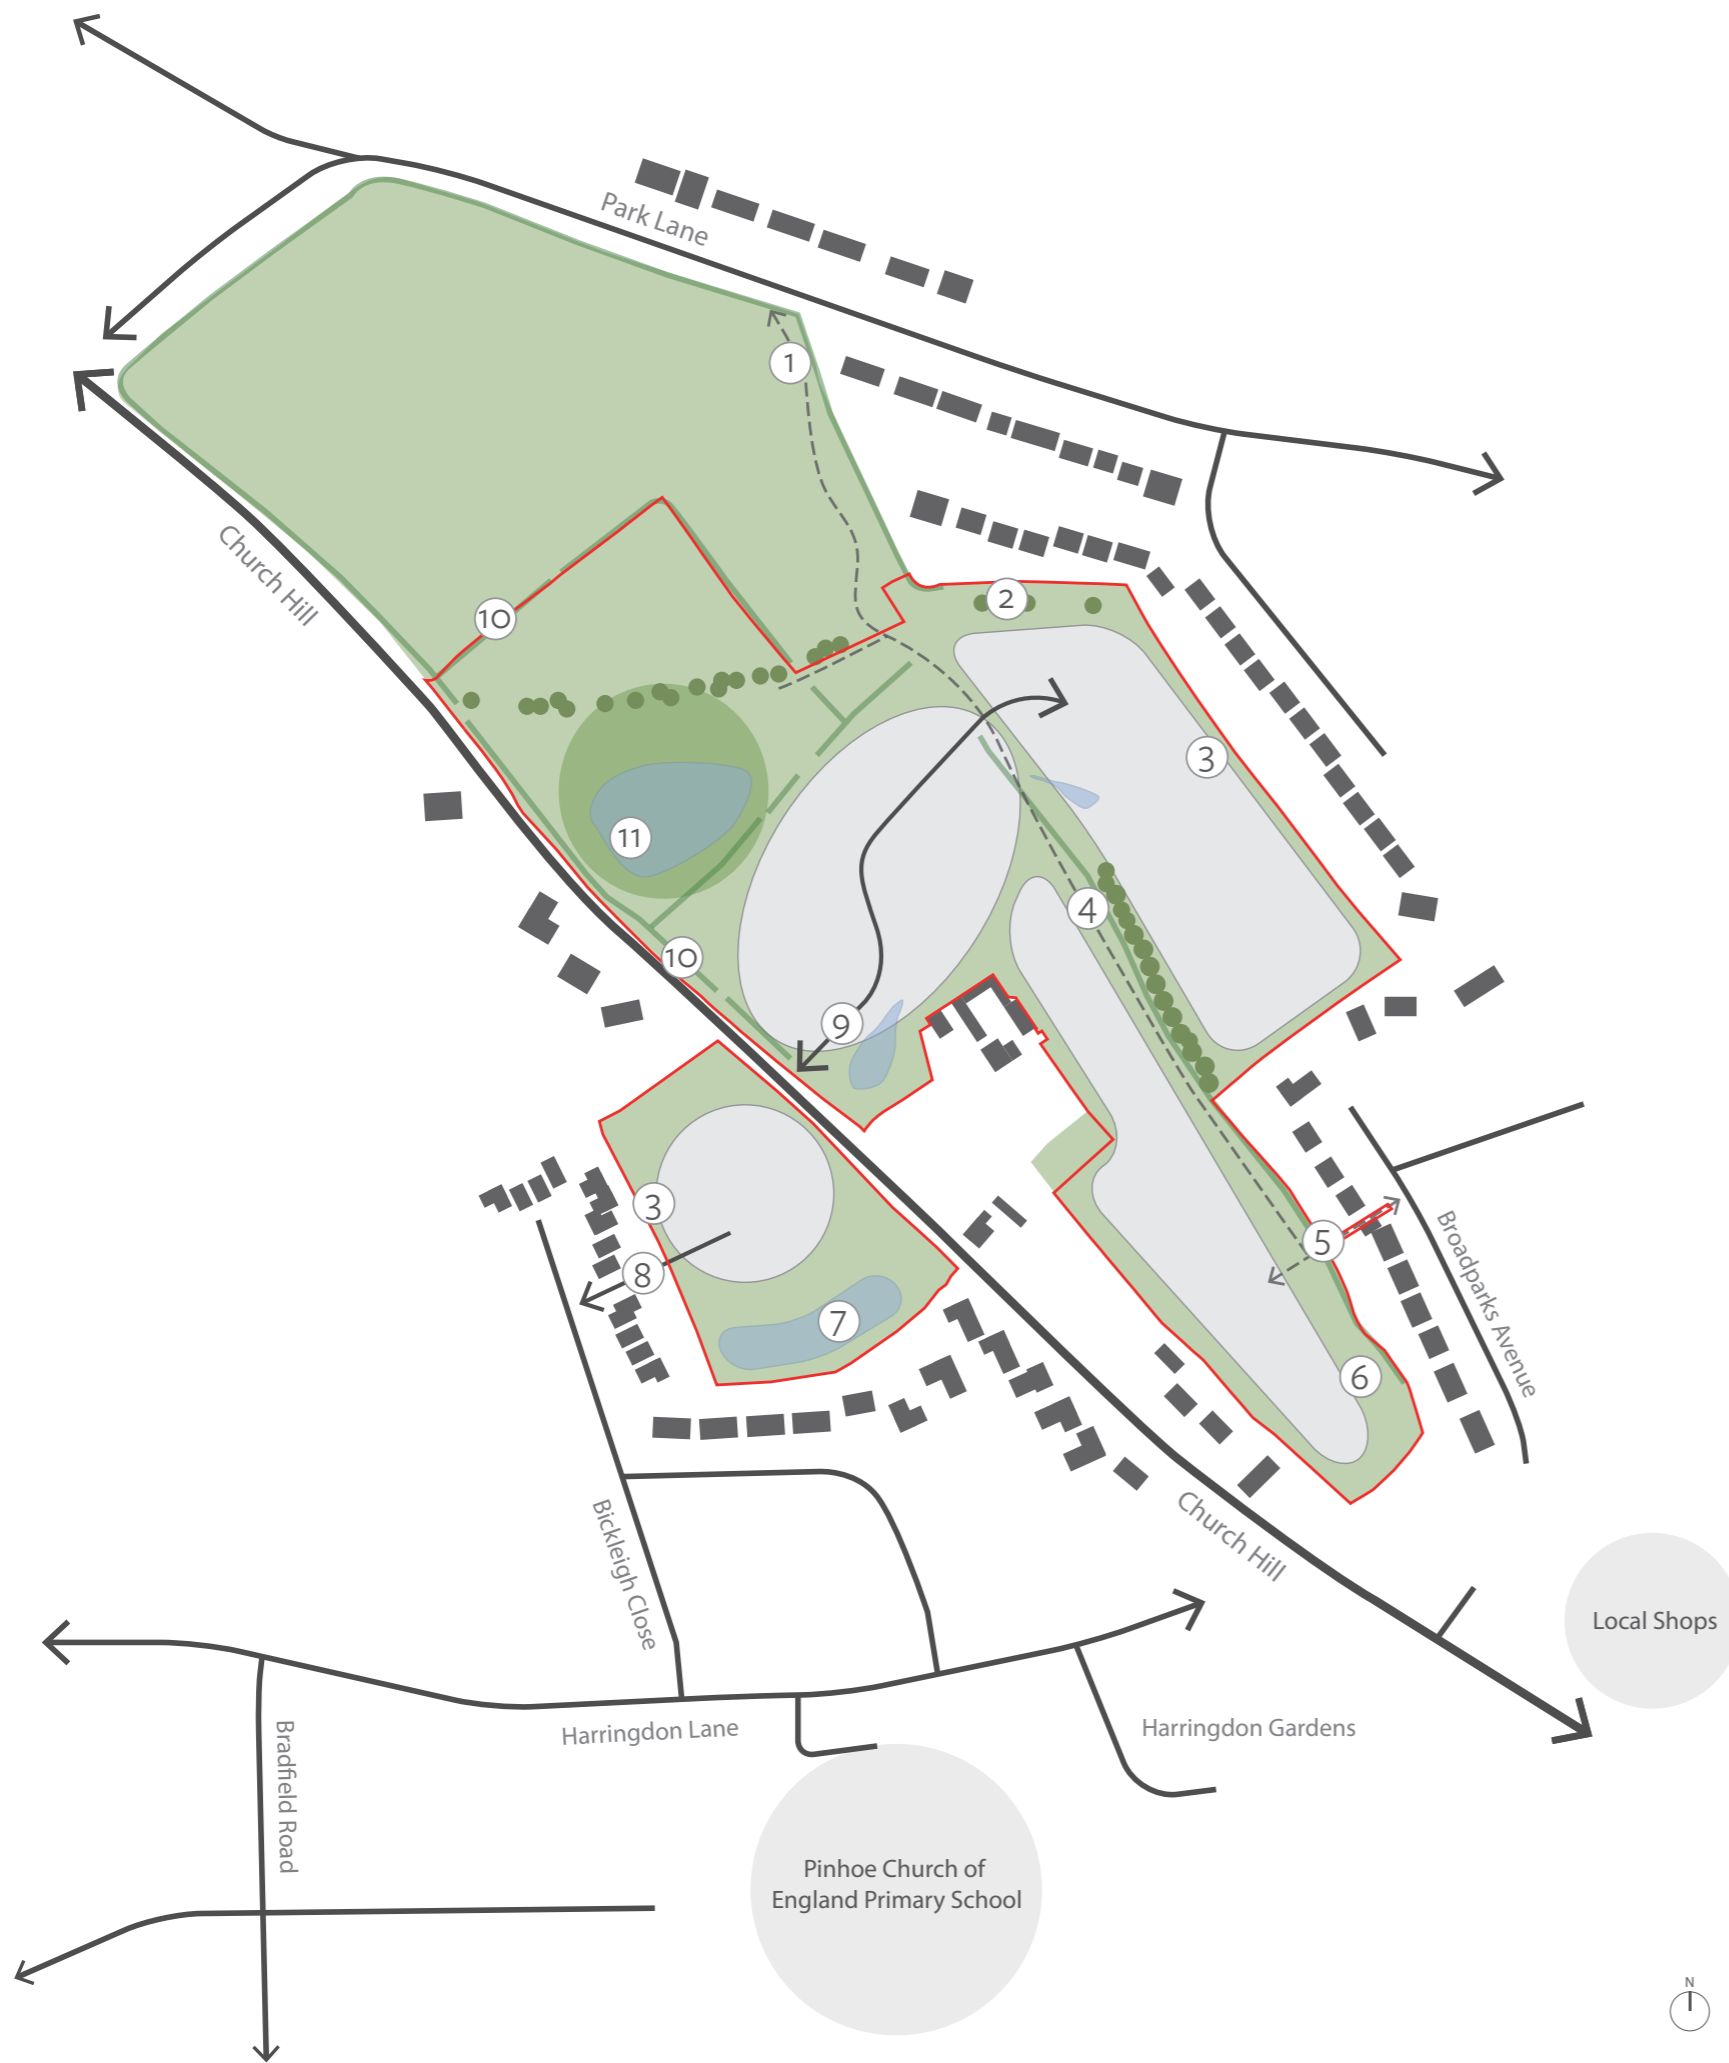 Park Lane
1
Church Hill
2
10
3
11
4
10
9
3
5
8
7
Broadparks Avenue
6
Church Hill
Bickleigh Close
Local Shops
Harringdon Lane
Harringdon Gardens
Bradfield Road
Pinhoe Church of
England Primary School
N